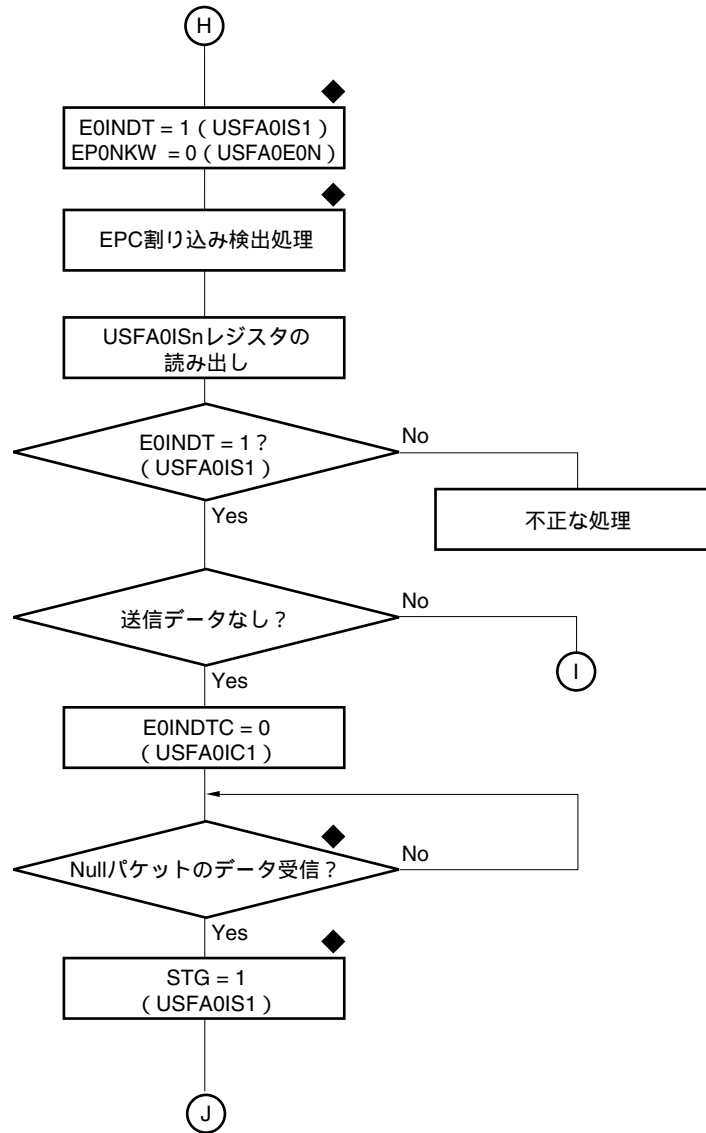 H
E0INDT = 1（USFA0IS1）
EP0NKW = 0（USFA0E0N）
EPC割り込み検出処理
USFA0ISnレジスタの
読み出し
E0INDT = 1？
（USFA0IS1）
No
Yes
不正な処理
送信データなし？
No
Yes
I
E0INDTC = 0
（USFA0IC1）
Nullパケットのデータ受信？
No
Yes
STG = 1
（USFA0IS1）
J